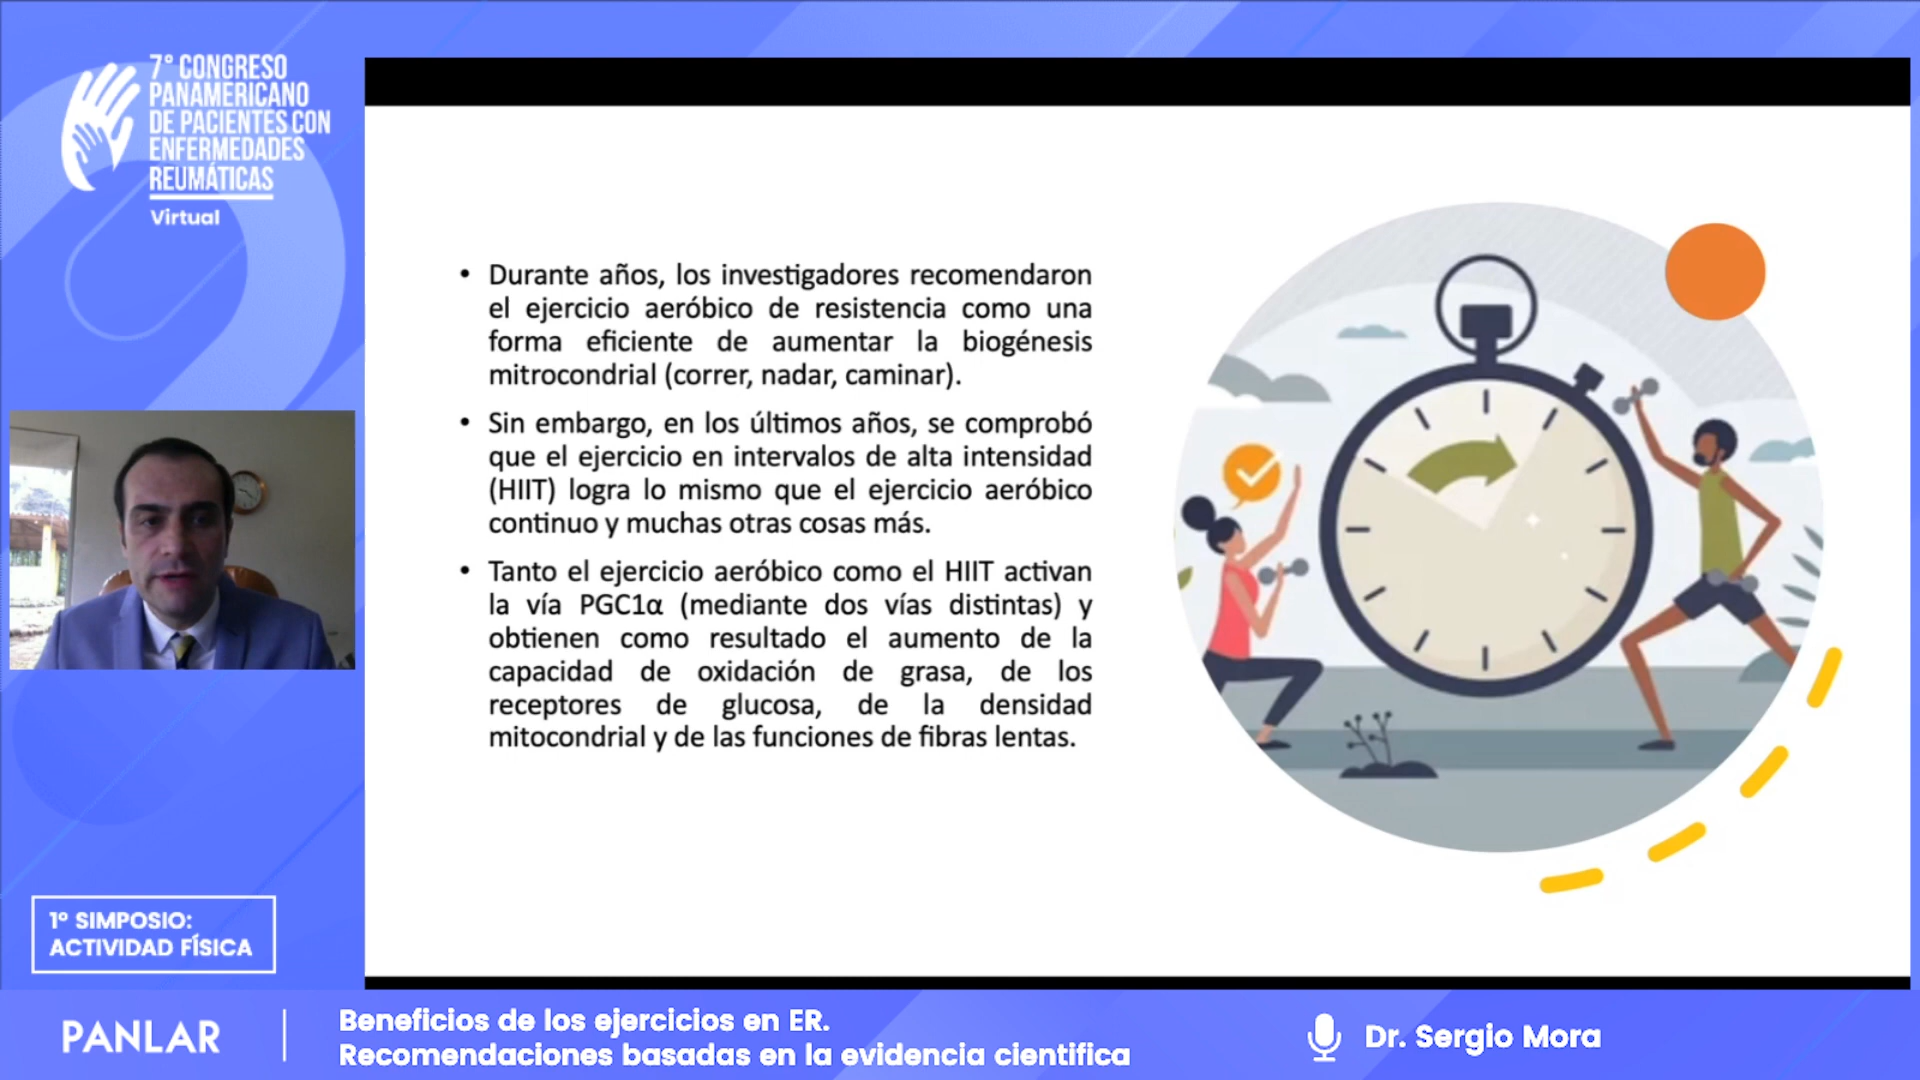 7° CONGRESO
PANAMERICANO
DE PACIENTES CON
ENFERMEDADES
REUMÁTICAS
Virtual
• Durante años, los investigadores recomendaron
el ejercicio aeróbico de resistencia como una
forma eficiente de aumentar la biogénesis
mitrocondrial (correr, nadar, caminar).
• Sin embargo, en los últimos años, se comprobó
que el ejercicio en intervalos de alta intensidad
(HIIT) logra lo mismo que el ejercicio aeróbico
continuo y muchas otras cosas más.
• Tanto el ejercicio aeróbico como el HIIT activan
la vía PGC1α (mediante dos vías distintas) y
obtienen como resultado el aumento de la
capacidad de oxidación de grasa, de los
receptores de glucosa, de la densidad
mitocondrial y de las funciones de fibras lentas.
1° SIMPOSIO:
ACTIVIDAD FÍSICA
PANLAR
Beneficios de los ejercicios en ER.
Recomendaciones basadas en la evidencia cientifica
Dr. Sergio Mora